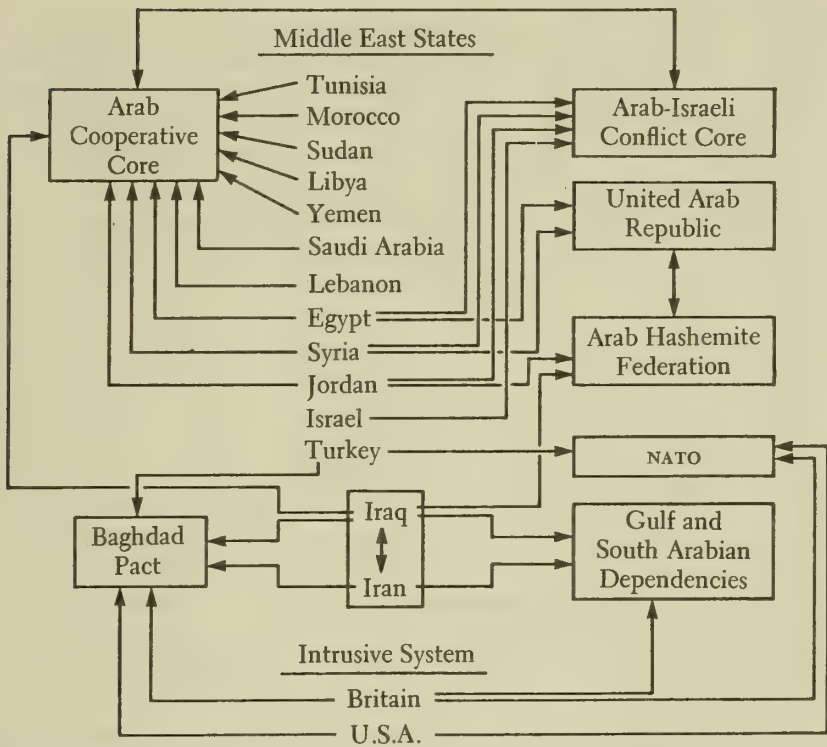 Middle East States
Arab
Cooperative
Core
Tunisia
Morocco
Sudan
Libya
Yemen
Saudi Arabia
Lebanon
Egypt
Syria
Jordan
Israel
Turkey
Arab-Israeli
Conflict Core
United Arab
Republic
Arab Hashemite
Federation
NATO
Baghdad
Pact
Iraq
Iran
Gulf and
South Arabian
Dependencies
Intrusive System
Britain
U.S.A.